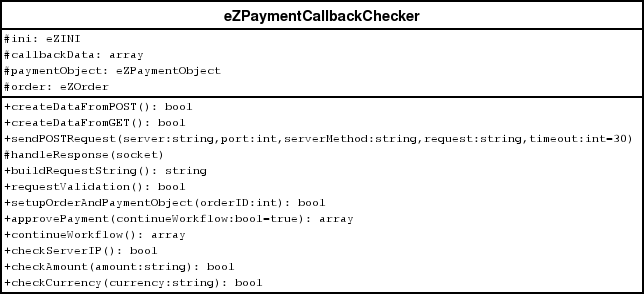 eZPaymentCallbackChecker
#ini: eZINI
#callbackData: array
#paymentObject: eZPaymentObject
#order: eZOrder
+createDataFromPOST(): bool
+createDataFromGET(): bool
+sendPOSTRequest(server:string,port:int,serverMethod:string,request:string,timeout:int=30)
#handleResponse(socket)
+buildRequestString(): string
+requestValidation(): bool
+setupOrderAndPaymentObject(orderID:int): bool
+approvePayment(continueWorkflow:bool=true): array
+continueWorkflow(): array
+checkServerIP(): bool
+checkAmount(amount:string): bool
+checkCurrency(currency:string): bool